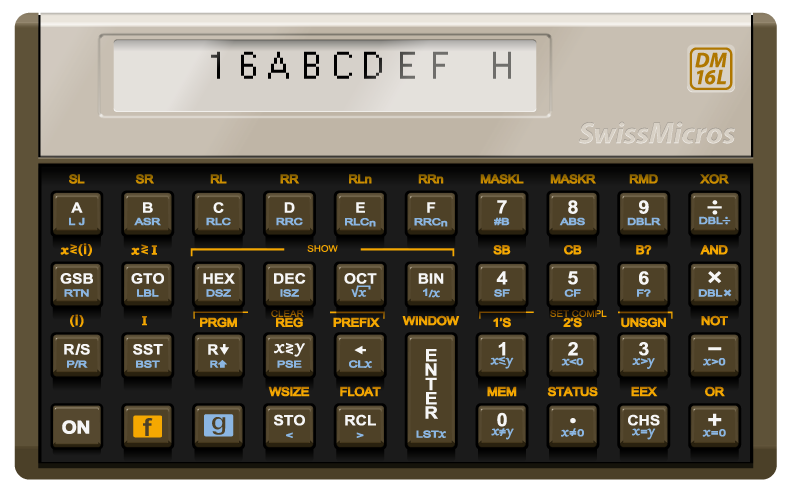 16ABCDEF H
DM
16L
SwissMicros
SL SR RL RR RLn RRn MASKL MASKR RMD XOR
A B C D E F 7 8 9 ÷
L J ASR RLC RRC RLCn RRCn #B ABS DBLR DBL÷
x≷(i) x≷I SHOW SB CB B? AND
GSB GTO HEX DEC OCT BIN 4 5 6 ×
RTN LBL DSZ ISZ √x 1/x SF CF F? DBL×
CLEAR SET COMPL
(i) I PRGM REG PREFIX WINDOW 1'S 2'S UNSGN NOT
R/S SST R↓ x≷y ← ENTER 1 2 3 −
P/R BST R↑ PSE CLx x≤y x<0 x>y x>0
WSIZE FLOAT MEM STATUS EEX OR
ON f g STO RCL 0 . CHS +
< > LSTx x≠y x≠0 x=y x=0